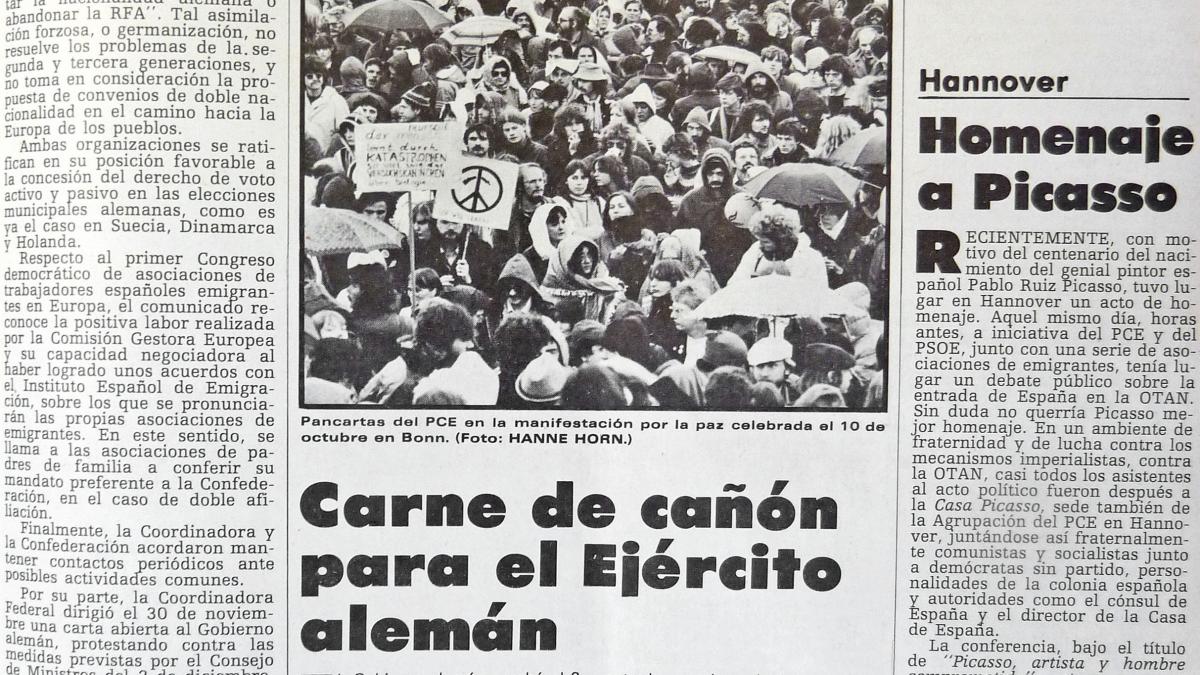 tar la nacionalidad alemana o
abandonar la RFA". Tal asimila-
ción forzosa, o germanización, no
resuelve los problemas de la.se-
gunda y tercera generaciones, y
no toma en consideración la pro-
puesta de convenios de doble na-
cionalidad en el camino hacia la
Europa de los pueblos.
Ambas organizaciones se rati-
fican en su posición favorable a
la concesión del derecho de voto
activo y pasivo en las elecciones
municipales alemanas, como es
ya el caso en Suecia, Dinamarca
y Holanda.
Respecto al primer Congreso
democrático de asociaciones de
trabajadores españoles emigran-
tes en Europa, el comunicado re-
conoce la positiva labor realizada
por la Comisión Gestora Europea
y su capacidad negociadora al
haber logrado unos acuerdos con
el Instituto Español de Emigra-
ción, sobre los que se pronuncia-
rán las propias asociaciones de
emigrantes. En este sentido, se
llama a las asociaciones de pa-
dres de familia a conferir su
mandato preferente a la Confede-
ración, en el caso de doble afi-
liación.
Finalmente, la Coordinadora y
la Confederación acordaron man-
tener contactos periódicos ante
posibles actividades comunes.
Por su parte, la Coordinadora
Federal dirigió el 30 de noviem-
bre una carta abierta al Gobierno
alemán, protestando contra las
medidas previstas por el Consejo
de Ministros del 2 de diciembre,
der
durch
KATASTROPHEN
Pancartas del PCE en la manifestación por la paz celebrada el 10 de
octubre en Bonn. (Foto: HANNE HORN.)
Carne de cañón
para el Ejército
alemán
Hannover
Homenaje
a Picasso
RECIENTEMENTE, con mo-
tivo del centenario del naci-
miento del genial pintor es-
pañol Pablo Ruiz Picasso, tuvo lu-
gar en Hannover un acto de ho-
menaje. Aquel mismo día, horas
antes, a iniciativa del PCE y del
PSOE, junto con una serie de aso-
ciaciones de emigrantes, tenía lu-
gar un debate público sobre la
entrada de España en la OTAN.
Sin duda no querría Picasso me-
jor homenaje. En un ambiente de
fraternidad y de lucha contra los
mecanismos imperialistas, contra
la OTAN, casi todos los asistentes
al acto político fueron después a
la Casa Picasso, sede también de
la Agrupación del PCE en Hanno-
ver, juntándose así fraternalmente
comunistas y socialistas junto
a demócratas sin partido, perso-
nalidades de la colonia española
y autoridades como el cónsul de
España y el director de la Casa
de España.
La conferencia, bajo el título
de "Picasso, artista y hombre